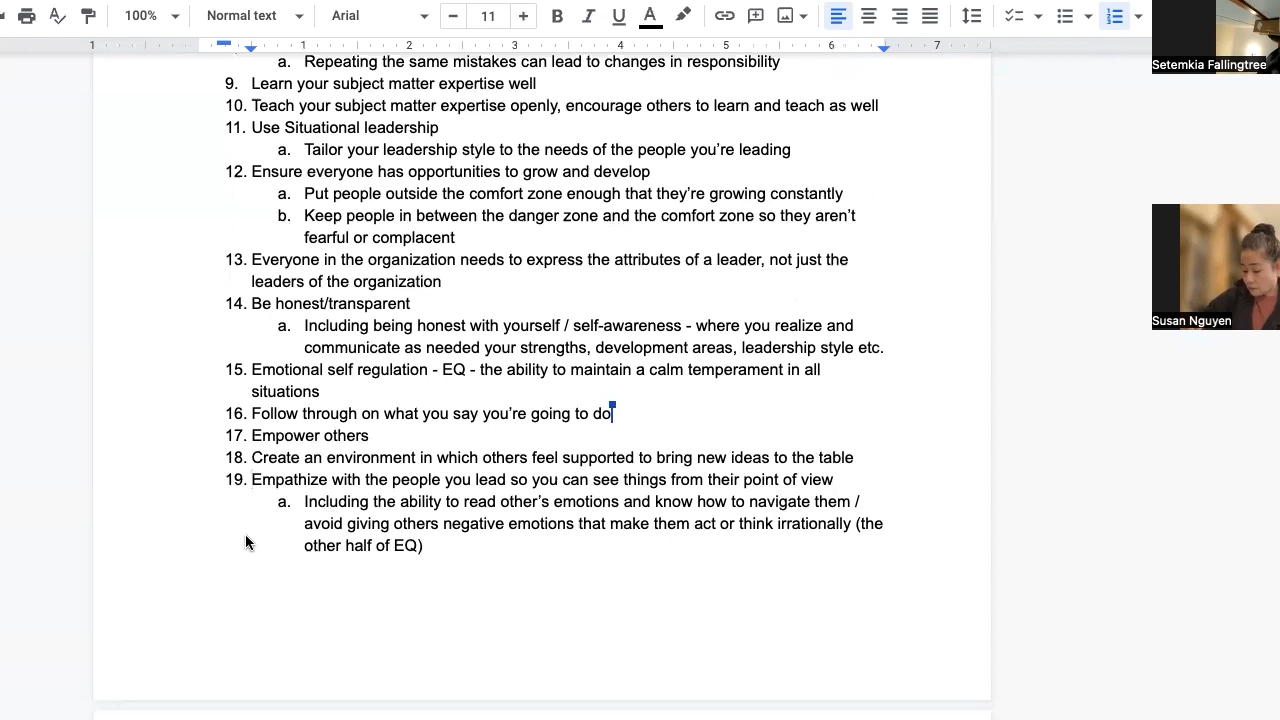 100% Normal text Arial 11 B I U A
1 1 2 3 4 5 6 7
Setemkia Fallingtree
a. Repeating the same mistakes can lead to changes in responsibility
9. Learn your subject matter expertise well
10. Teach your subject matter expertise openly, encourage others to learn and teach as well
11. Use Situational leadership
a. Tailor your leadership style to the needs of the people you’re leading
12. Ensure everyone has opportunities to grow and develop
a. Put people outside the comfort zone enough that they’re growing constantly
b. Keep people in between the danger zone and the comfort zone so they aren’t
fearful or complacent
13. Everyone in the organization needs to express the attributes of a leader, not just the
leaders of the organization
14. Be honest/transparent
a. Including being honest with yourself / self-awareness - where you realize and
communicate as needed your strengths, development areas, leadership style etc.
Susan Nguyen
15. Emotional self regulation - EQ - the ability to maintain a calm temperament in all
situations
16. Follow through on what you say you’re going to do
17. Empower others
18. Create an environment in which others feel supported to bring new ideas to the table
19. Empathize with the people you lead so you can see things from their point of view
a. Including the ability to read other’s emotions and know how to navigate them /
avoid giving others negative emotions that make them act or think irrationally (the
other half of EQ)